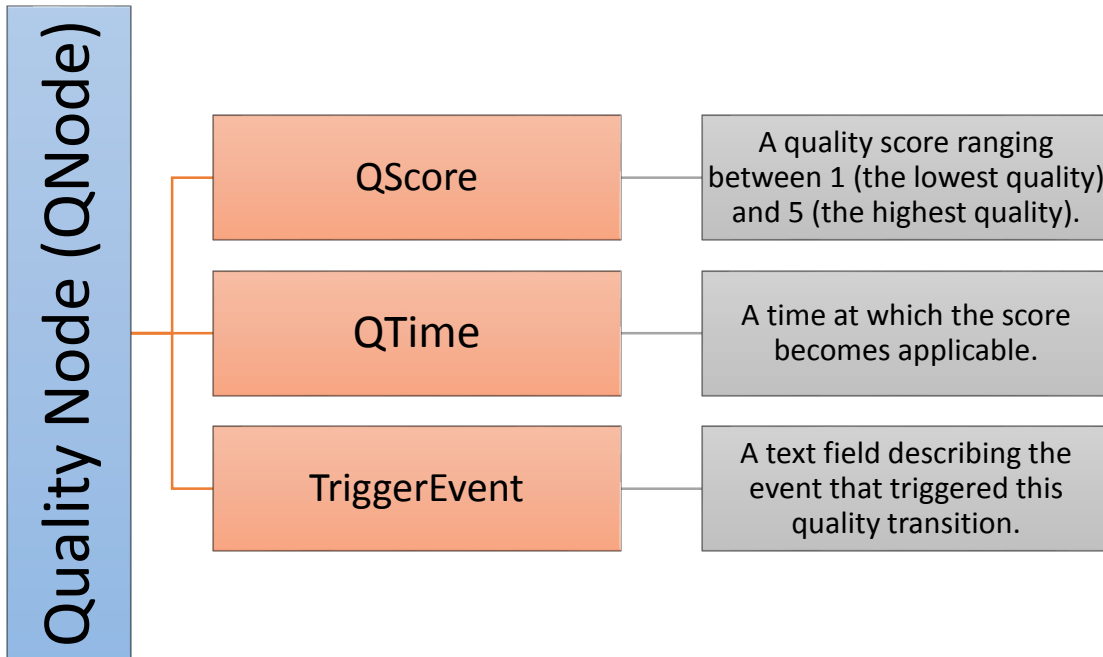 Quality Node (QNode)
QScore
A quality score ranging
between 1 (the lowest quality)
and 5 (the highest quality).
QTime
A time at which the score
becomes applicable.
TriggerEvent
A text field describing the
event that triggered this
quality transition.